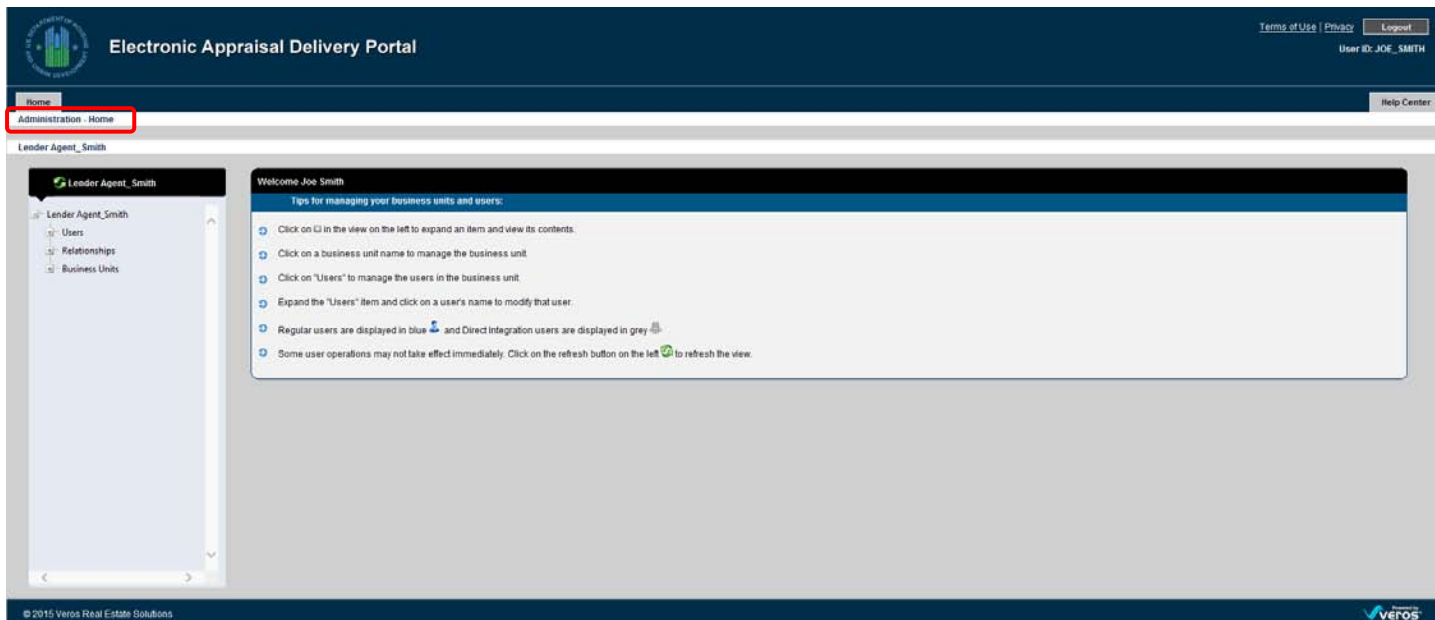 Terms of Use | Privacy Logout
Electronic Appraisal Delivery Portal
User ID: JOE_SMITH
Home
Help Center
Administration - Home
Lender Agent_Smith
Lender Agent_Smith
Welcome Joe Smith
Tips for managing your business units and users:
Lender Agent_Smith
Users
Relationships
Business Units
Click on in the view on the left to expand an item and view its contents.
Click on a business unit name to manage the business unit.
Click on "Users" to manage the users in the business unit.
Expand the "Users" item and click on a user's name to modify that user.
Regular users are displayed in blue and Direct Integration users are displayed in grey
Some user operations may not take effect immediately. Click on the refresh button on the left to refresh the view.
© 2015 Veros Real Estate Solutions
Powered by
veros